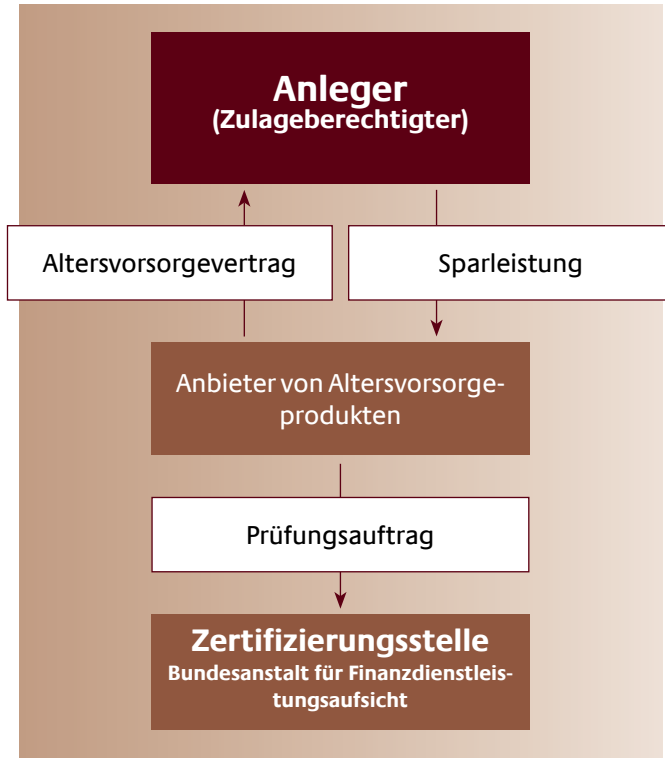 Anleger
(Zulageberechtigter)
Altersvorsorgevertrag
Sparleistung
Anbieter von Altersvorsorge-
produkten
Prüfungsauftrag
Zertifizierungsstelle
Bundesanstalt für Finanzdienstleis-
tungsaufsicht